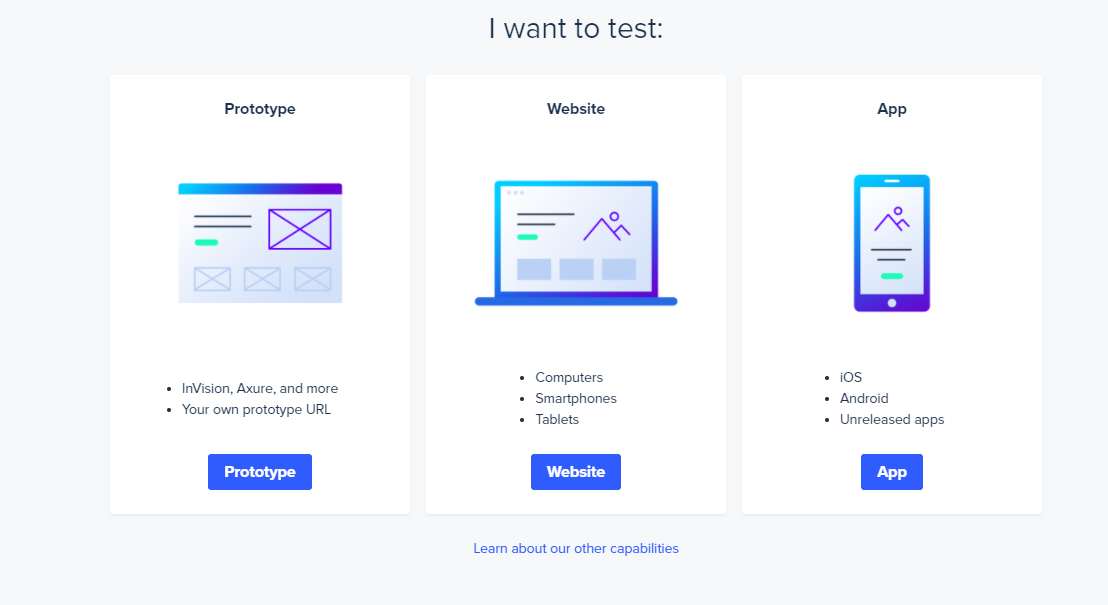 I want to test:
Prototype
InVision, Axure, and more
Your own prototype URL
Prototype
Website
Computers
Smartphones
Tablets
Website
App
iOS
Android
Unreleased apps
App
Learn about our other capabilities